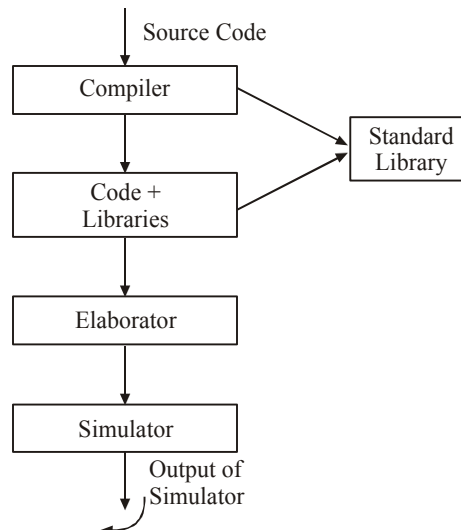 Source Code
Compiler
Standard
Library
Code +
Libraries
Elaborator
Simulator
Output of
Simulator